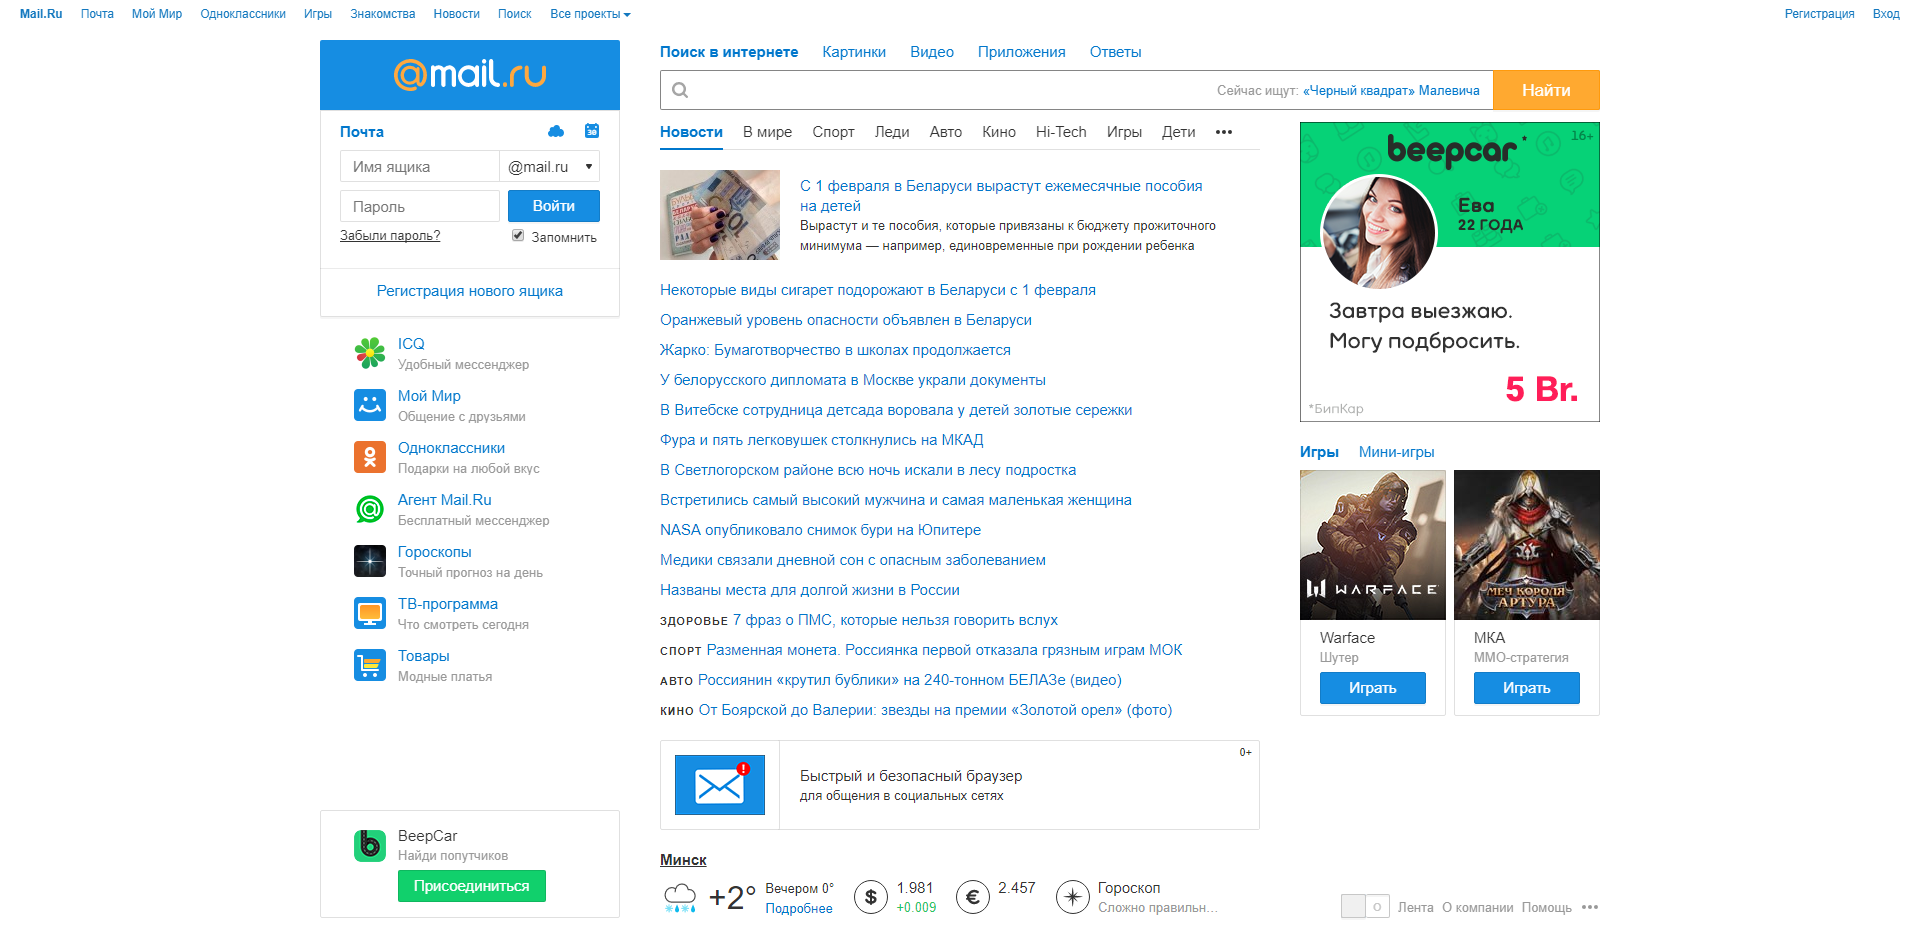 Mail.Ru Почта Мой Мир Одноклассники Игры Знакомства Новости Поиск Все проекты
Регистрация Вход
@mail.ru
Почта
30
Имя ящика
@mail.ru
Пароль
Войти
Забыли пароль?
Запомнить
Регистрация нового ящика
ICQ
Удобный мессенджер
Мой Мир
Общение с друзьями
Одноклассники
Подарки на любой вкус
Агент Mail.Ru
Бесплатный мессенджер
Гороскопы
Точный прогноз на день
ТВ-программа
Что смотреть сегодня
Товары
Модные платья
BeepCar
Найди попутчиков
Присоединиться
Поиск в интернете Картинки Видео Приложения Ответы
Сейчас ищут: «Черный квадрат» Малевича
Найти
Новости В мире Спорт Леди Авто Кино Hi-Tech Игры Дети
С 1 февраля в Беларуси вырастут ежемесячные пособия
на детей
Вырастут и те пособия, которые привязаны к бюджету прожиточного
минимума — например, единовременные при рождении ребенка
Некоторые виды сигарет подорожают в Беларуси с 1 февраля
Оранжевый уровень опасности объявлен в Беларуси
Жарко: Бумаготворчество в школах продолжается
У белорусского дипломата в Москве украли документы
В Витебске сотрудница детсада воровала у детей золотые сережки
Фура и пять легковушек столкнулись на МКАД
В Светлогорском районе всю ночь искали в лесу подростка
Встретились самый высокий мужчина и самая маленькая женщина
NASA опубликовало снимок бури на Юпитере
Медики связали дневной сон с опасным заболеванием
Названы места для долгой жизни в России
ЗДОРОВЬЕ 7 фраз о ПМС, которые нельзя говорить вслух
СПОРТ Разменная монета. Россиянка первой отказала грязным играм МОК
АВТО Россиянин «крутил бублики» на 240-тонном БЕЛАЗе (видео)
КИНО От Боярской до Валерии: звезды на премии «Золотой орел» (фото)
0+
Быстрый и безопасный браузер
для общения в социальных сетях
Минск
+2°
Вечером 0°
Подробнее
$
1.981
+0.009
€
2.457
Гороскоп
Сложно правильн...
16+
beepcar*
Ева
22 ГОДА
Завтра выезжаю.
Могу подбросить.
5 Br.
*БипКар
Игры Мини-игры
WARFACE
Warface
Шутер
Играть
МЕЧ КОРОЛЯ
АРТУРА
МКА
ММО-стратегия
Играть
Лента О компании Помощь